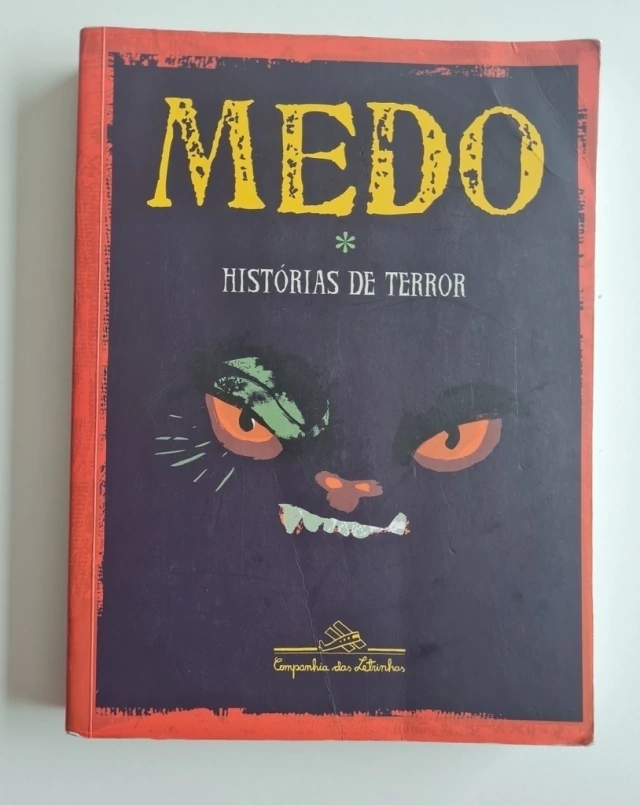 MEDO
*
HISTÓRIAS DE TERROR
Companhia das Letrinhas